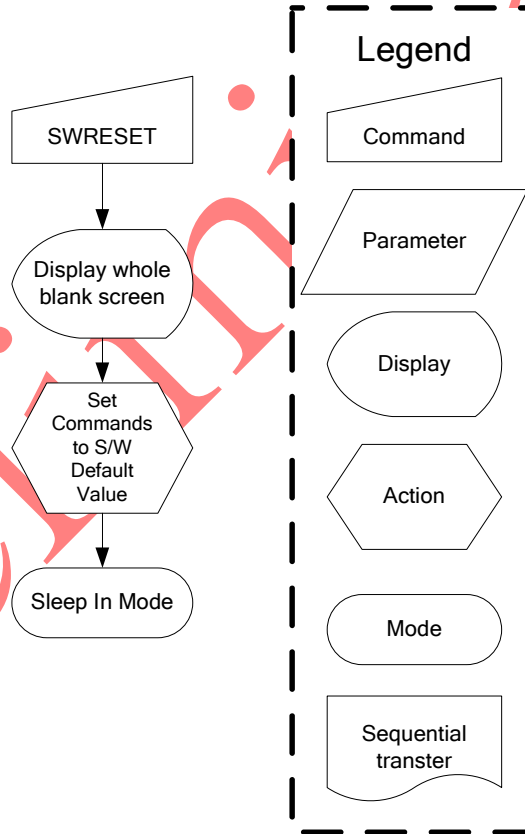 SWRESET
Display whole
blank screen
Set
Commands
to S/W
Default
Value
Sleep In Mode
Legend
Command
Parameter
Display
Action
Mode
Sequential
transter